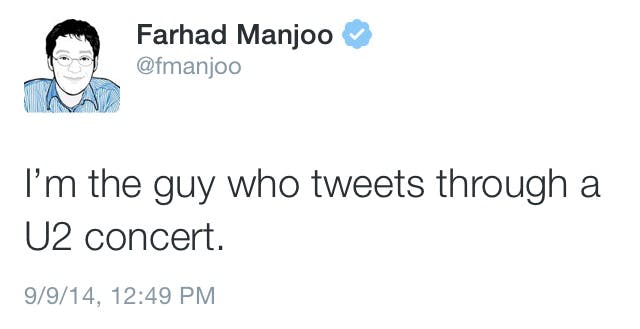 Farhad Manjoo
@fmanjoo
I'm the guy who tweets through a
U2 concert.
9/9/14, 12:49 PM